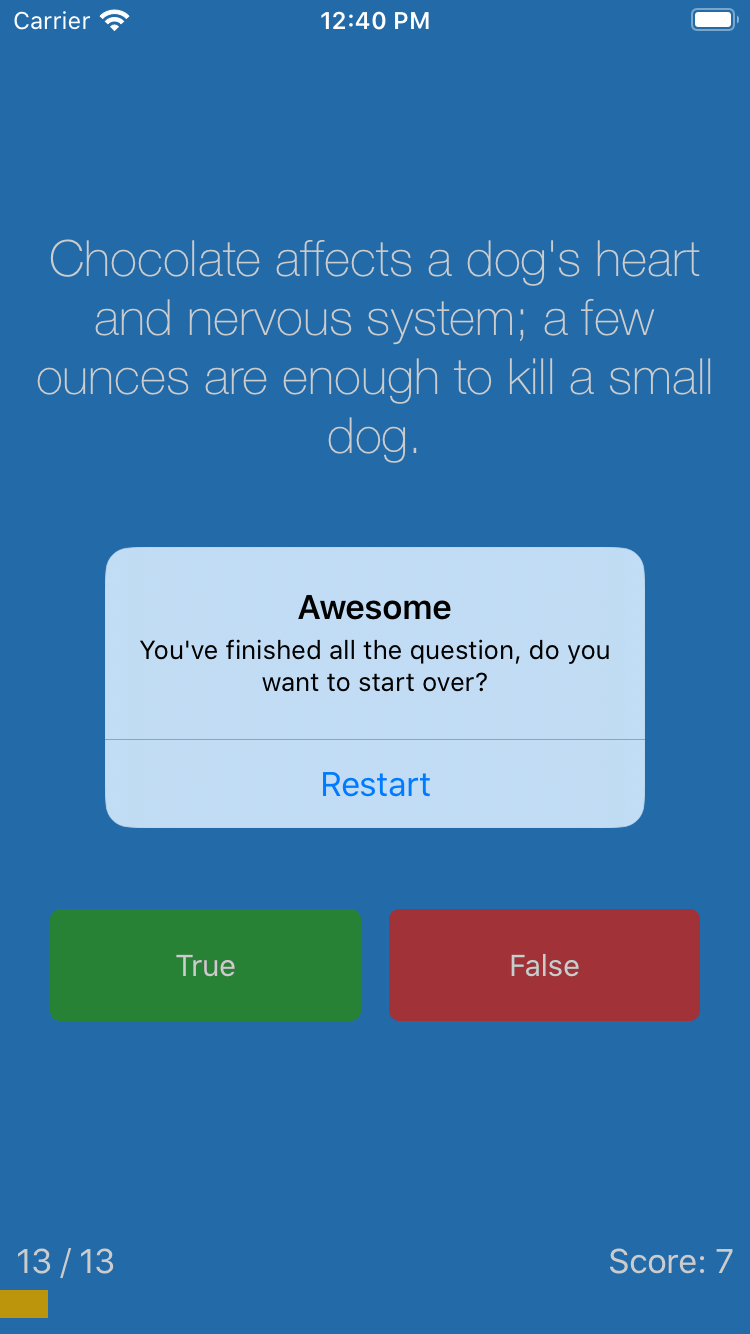 Carrier 12:40 PM
Chocolate affects a dog's heart
and nervous system; a few
ounces are enough to kill a small
dog.
Awesome
You've finished all the question, do you
want to start over?
Restart
True False
13 / 13 Score: 7